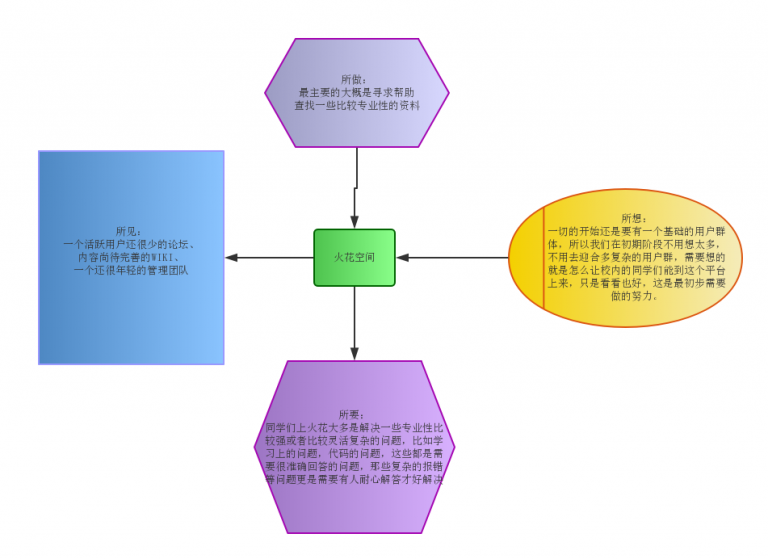 所做：
最主要的大概是寻求帮助
查找一些比较专业性的资料
所见：
一个活跃用户还很少的论坛、
内容尚待完善的WIKI、
一个还很年轻的管理团队
火花空间
所想：
一切的开始还是要有一个基础的用户群
体，所以我们在初期阶段不用想太多，
不用去迎合多复杂的用户群，需要想的
就是怎么让校内的同学们能到这个平台
上来，只是看看也好，这是最初步需要
做的努力。
所要：
同学们上火花大多是解决一些专业性比
较强或者比较灵活复杂的问题，比如学
习上的问题，代码的问题，这些都是需
要很准确回答的问题，那些复杂的报错
等问题更是需要有人耐心解答才好解决